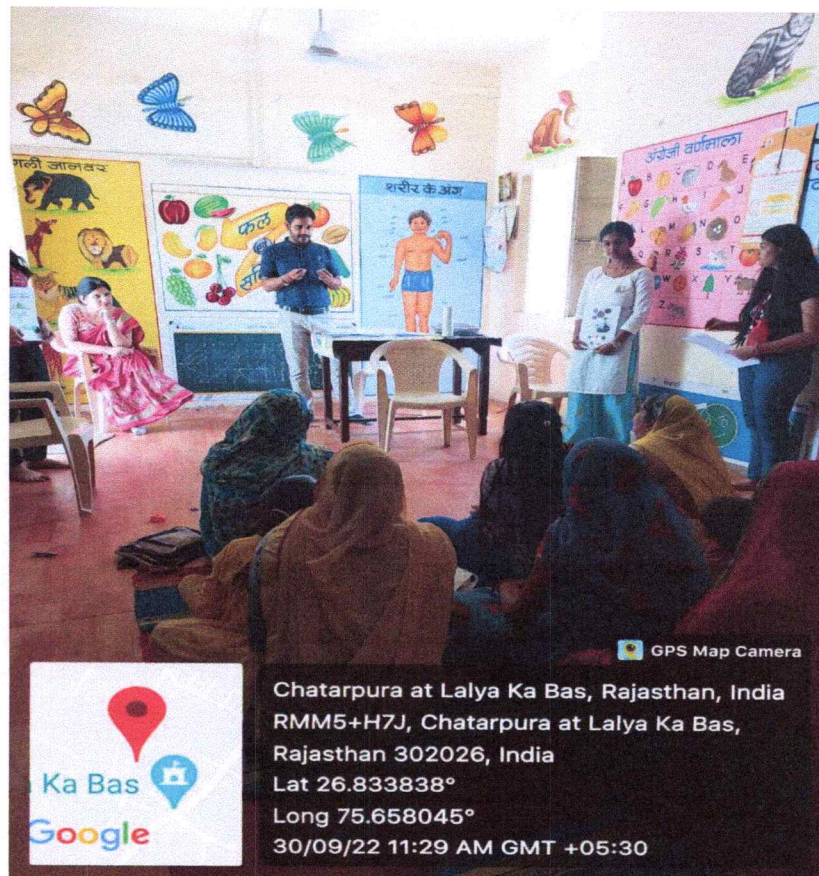 गली जानवर
फल
शरीर के अंग
अंग्रेजी वर्णमाला
A B C D E
W X Y Z
GPS Map Camera
Chatarpura at Lalya Ka Bas, Rajasthan, India
RMM5+H7J, Chatarpura at Lalya Ka Bas,
Rajasthan 302026, India
Lat 26.833838°
Long 75.658045°
30/09/22 11:29 AM GMT +05:30
Ka Bas
Google